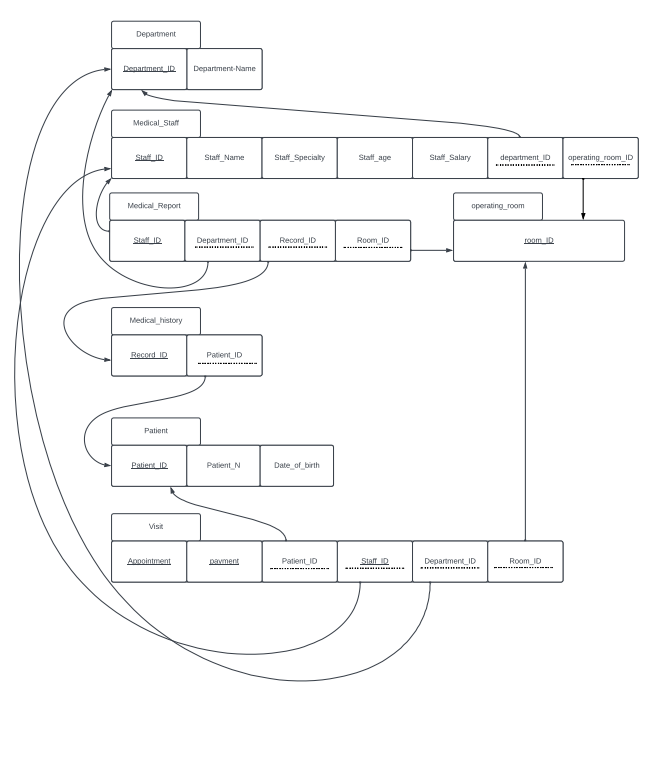 Department
Department_ID Department-Name
Medical_Staff
Staff_ID Staff_Name Staff_Specialty Staff_age Staff_Salary department_ID operating_room_ID
Medical_Report operating_room
Staff_ID Department_ID Record_ID Room_ID room_ID
Medical_history
Record_ID Patient_ID
Patient
Patient_ID Patient_N Date_of_birth
Visit
Appointment payment Patient_ID Staff_ID Department_ID Room_ID